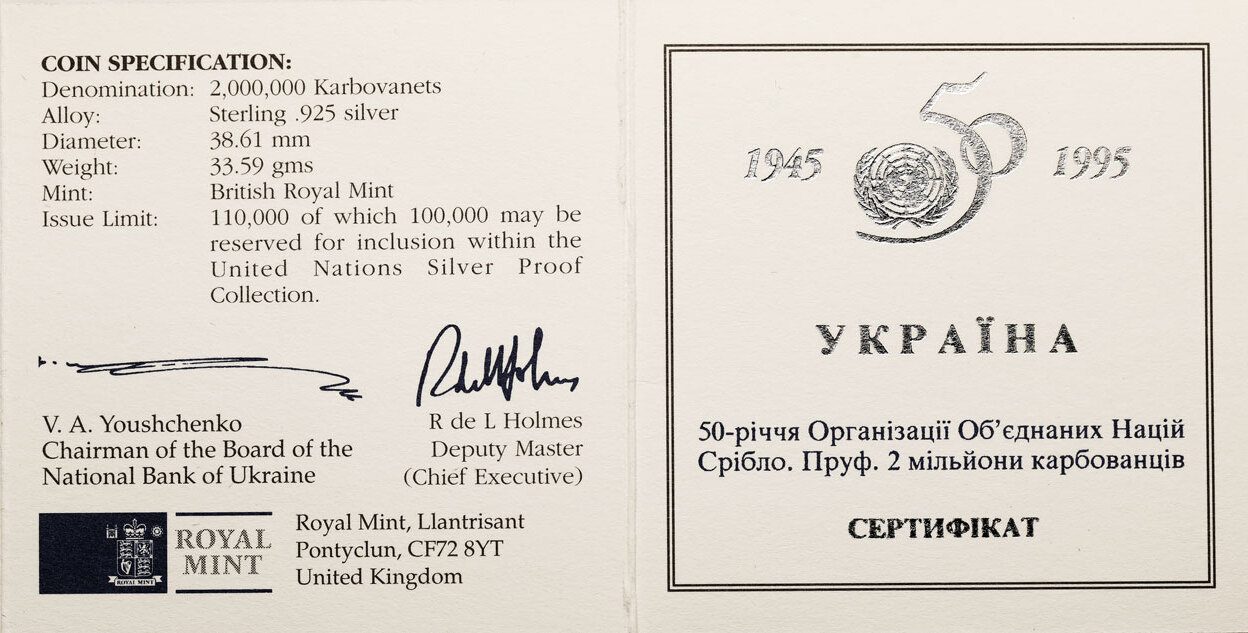 COIN SPECIFICATION:
Denomination: 2,000,000 Karbovanets
Alloy: Sterling .925 silver
Diameter: 38.61 mm
Weight: 33.59 gms
Mint: British Royal Mint
Issue Limit: 110,000 of which 100,000 may be
reserved for inclusion within the
United Nations Silver Proof
Collection.
V. A. Youshchenko
Chairman of the Board of the
National Bank of Ukraine
R de L Holmes
Deputy Master
(Chief Executive)
ROYAL MINT
ROYAL
MINT
Royal Mint, Llantrisant
Pontyclun, CF72 8YT
United Kingdom
50
1945 1995
УКРАЇНА
50-річчя Організації Об’єднаних Націй
Срібло. Пруф. 2 мільйони карбованців
СЕРТИФІКАТ